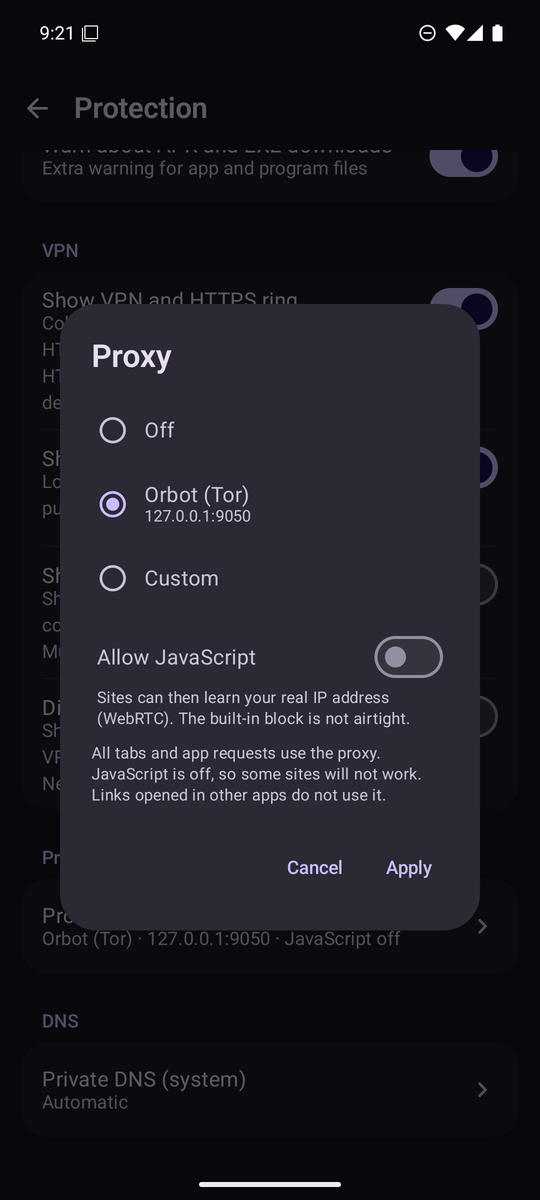 9:21
Protection
Extra warning for app and program files
VPN
Show VPN and HTTPS ring
Proxy
Off
Orbot (Tor)
127.0.0.1:9050
Custom
Allow JavaScript
Sites can then learn your real IP address
(WebRTC). The built-in block is not airtight.
All tabs and app requests use the proxy.
JavaScript is off, so some sites will not work.
Links opened in other apps do not use it.
Cancel
Apply
Orbot (Tor) · 127.0.0.1:9050 · JavaScript off
DNS
Private DNS (system)
Automatic